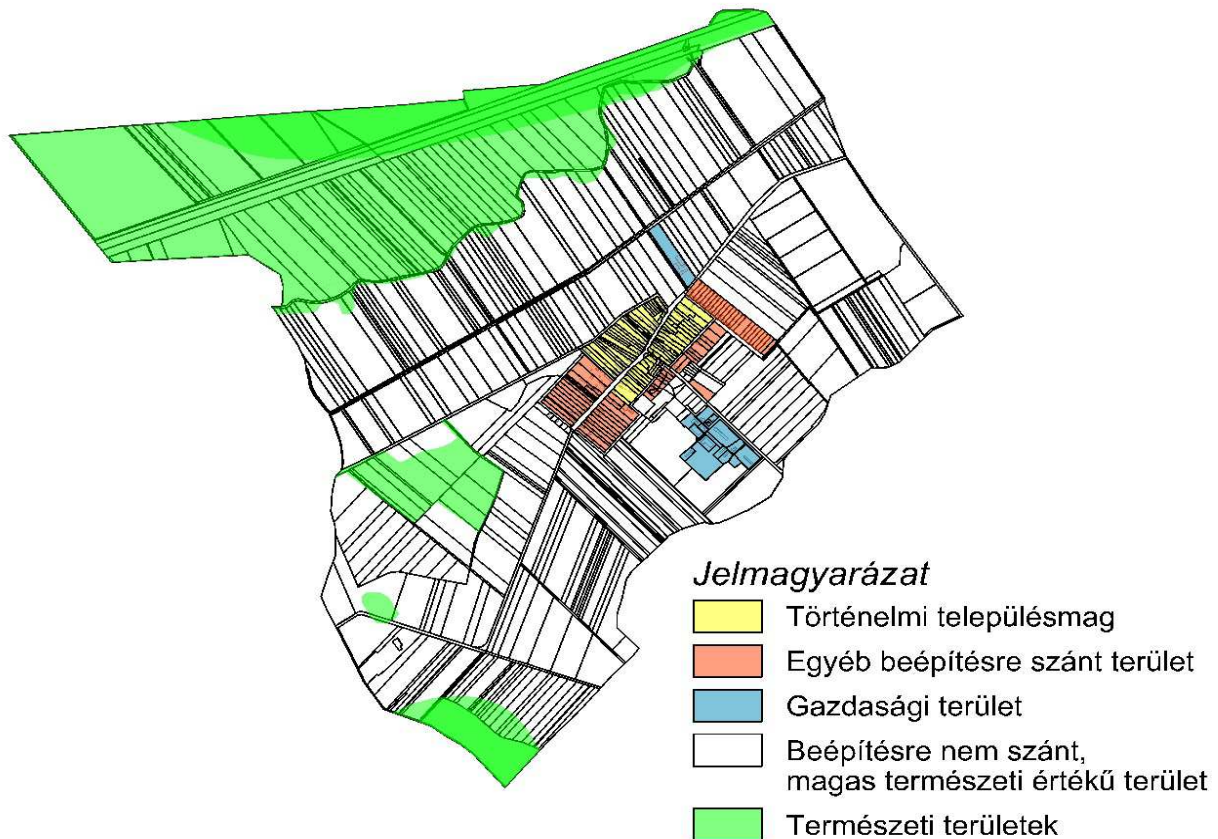 Jelmagyarázat
Történelmi településmag
Egyéb beépítésre szánt terület
Gazdasági terület
Beépítésre nem szánt,
magas természeti értékű terület
Természeti területek